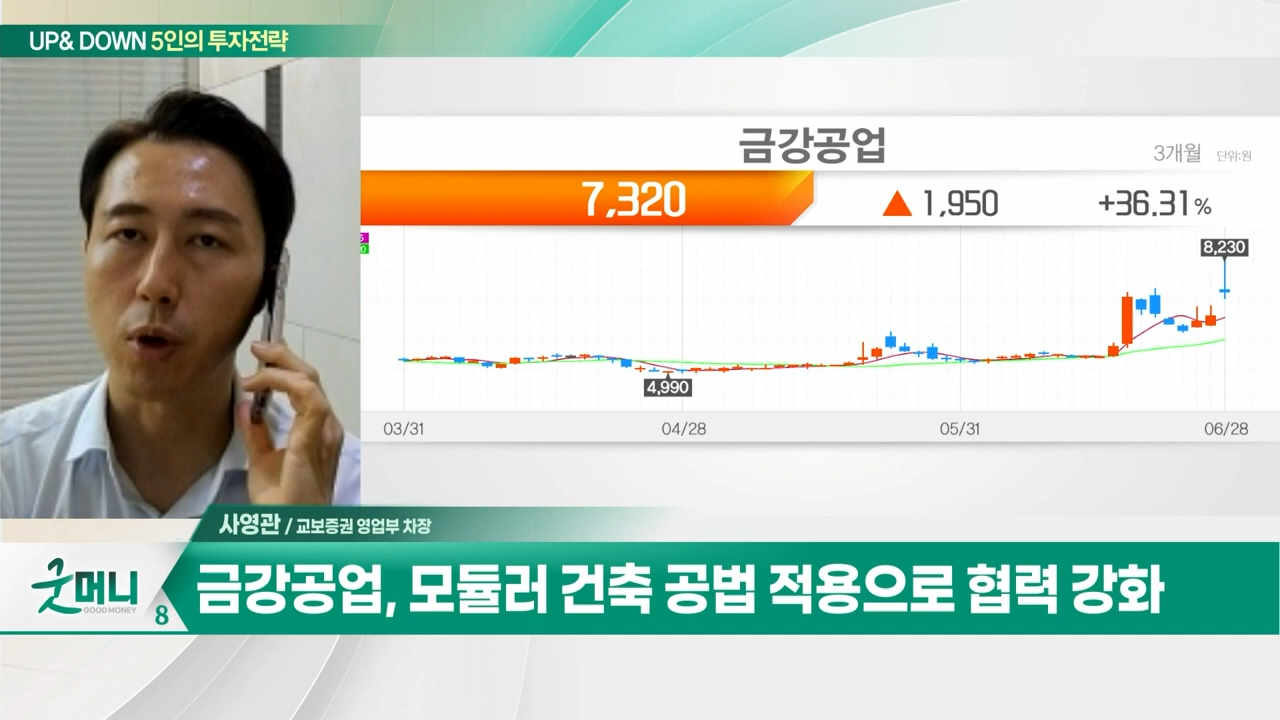 UP& DOWN 5인의 투자전략
금강공업
3개월 단위:원
7,320 ▲ 1,950 +36.31%
8,230
4,990
03/31 04/28 05/31 06/28
사영관 / 교보증권 영업부 차장
굿머니
GOOD MONEY
8
금강공업, 모듈러 건축 공법 적용으로 협력 강화